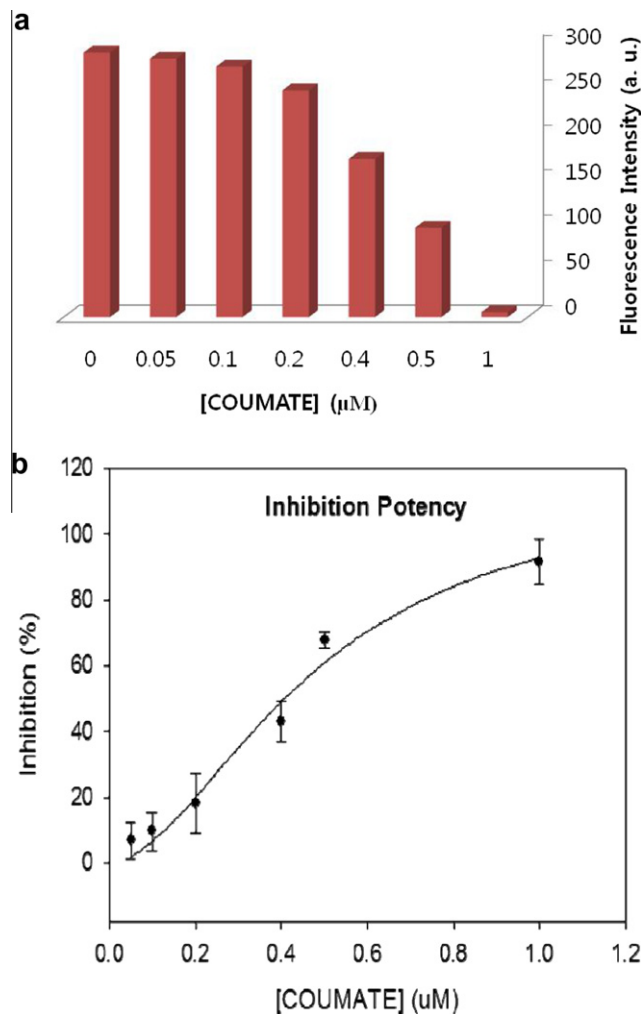 a
300
250
200
150
100
50
0
Fluorescence Intensity (a. u.)
0 0.05 0.1 0.2 0.4 0.5 1
[COUMATE] (μM)
b
120
100
80
60
40
20
0
Inhibition Potency
Inhibition (%)
0.0 0.2 0.4 0.6 0.8 1.0 1.2
[COUMATE] (uM)